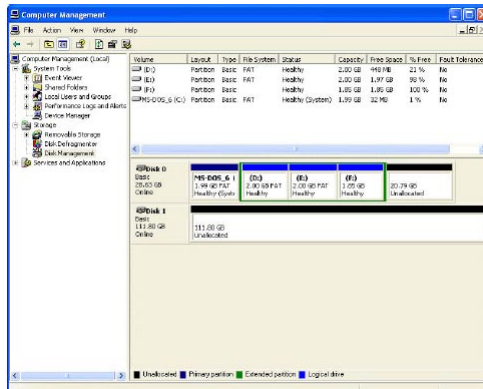 Computer Management
File Action View Window Help
Computer Management (Local)
System Tools
Event Viewer
Shared Folders
Local Users and Groups
Performance Logs and Alerts
Device Manager
Storage
Removable Storage
Disk Defragmenter
Disk Management
Services and Applications
Volume Layout Type File System Status Capacity Free Space % Free Fault Tolerance
(D:) Partition Basic FAT Healthy 2.00 GB 448 MB 21 % No
(E:) Partition Basic FAT Healthy 2.00 GB 1.97 GB 98 % No
(F:) Partition Basic Healthy 1.85 GB 1.85 GB 100 % No
MS-DOS_6 (C:) Partition Basic FAT Healthy (System) 1.99 GB 32 MB 1 % No
Disk 0
Basic
Online
MS-DOS_6 (
1.99 GB FAT
Healthy (Syste
(D:)
2.00 GB FAT
Healthy
(E:)
2.00 GB FAT
Healthy
(F:)
1.85 GB
Healthy
20.79 GB
Unallocated
Disk 1
Basic
111.80 GB
Online
111.80 GB
Unallocated
Unallocated Primary partition Extended partition Logical drive